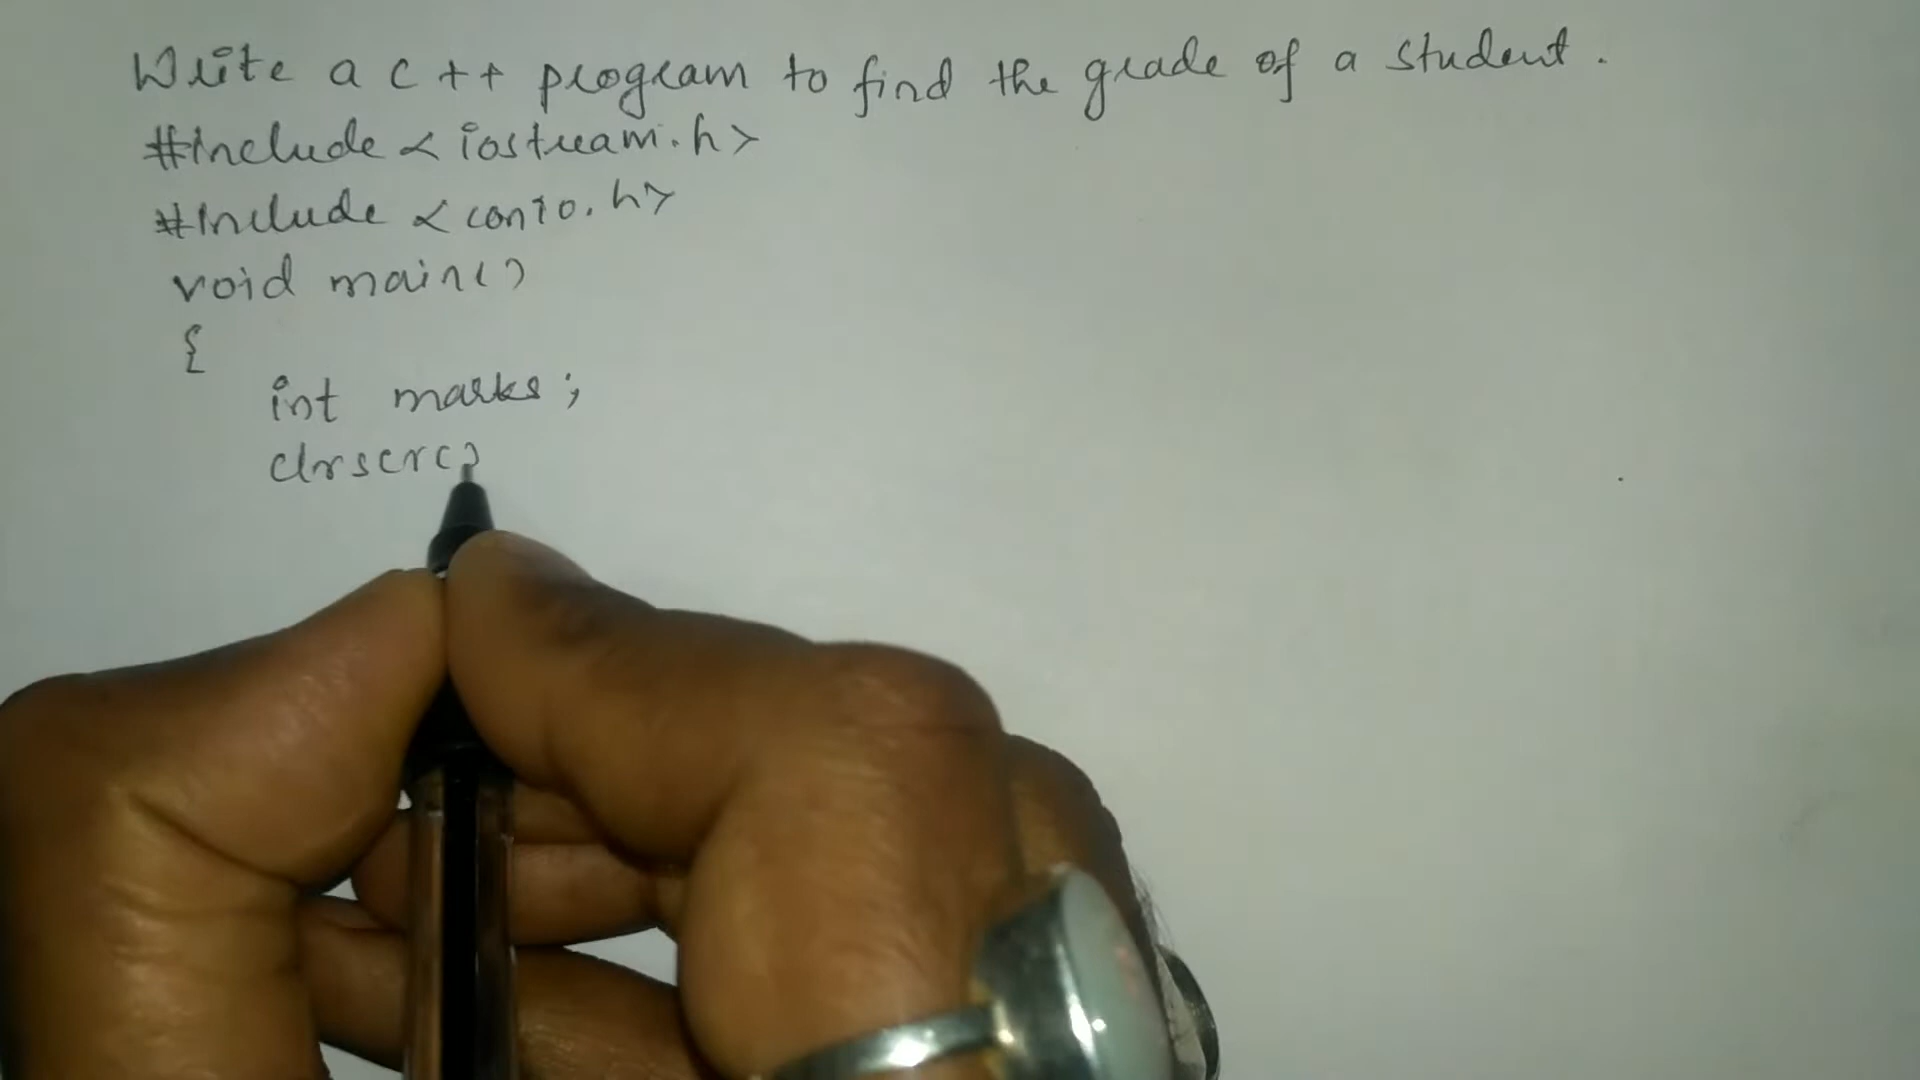 Write a c++ program to find the grade of a student.
#Include < iostream.h>
#Include < conio.h>
void main()
{
int marks;
clrscr()